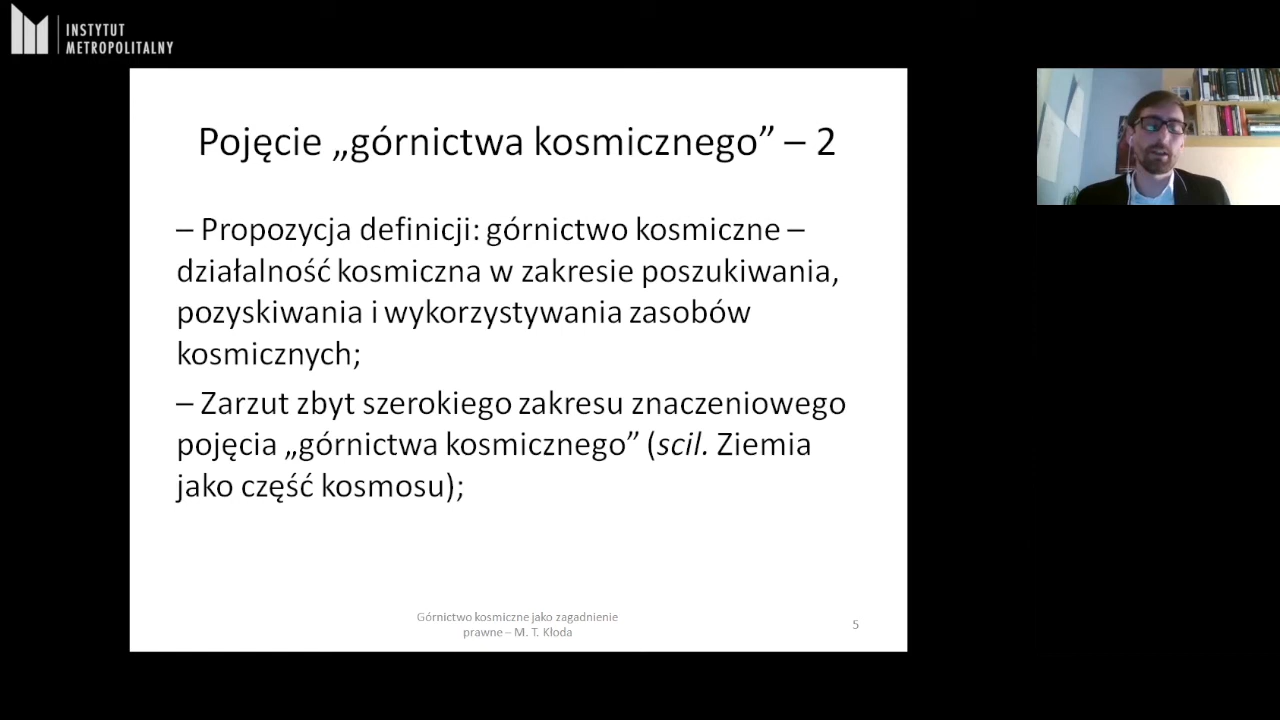 INSTYTUT
METROPOLITALNY
Pojęcie „górnictwa kosmicznego” – 2
– Propozycja definicji: górnictwo kosmiczne –
działalność kosmiczna w zakresie poszukiwania,
pozyskiwania i wykorzystywania zasobów
kosmicznych;
– Zarzut zbyt szerokiego zakresu znaczeniowego
pojęcia „górnictwa kosmicznego” (scil. Ziemia
jako część kosmosu);
Górnictwo kosmiczne jako zagadnienie
prawne – M. T. Kłoda
5